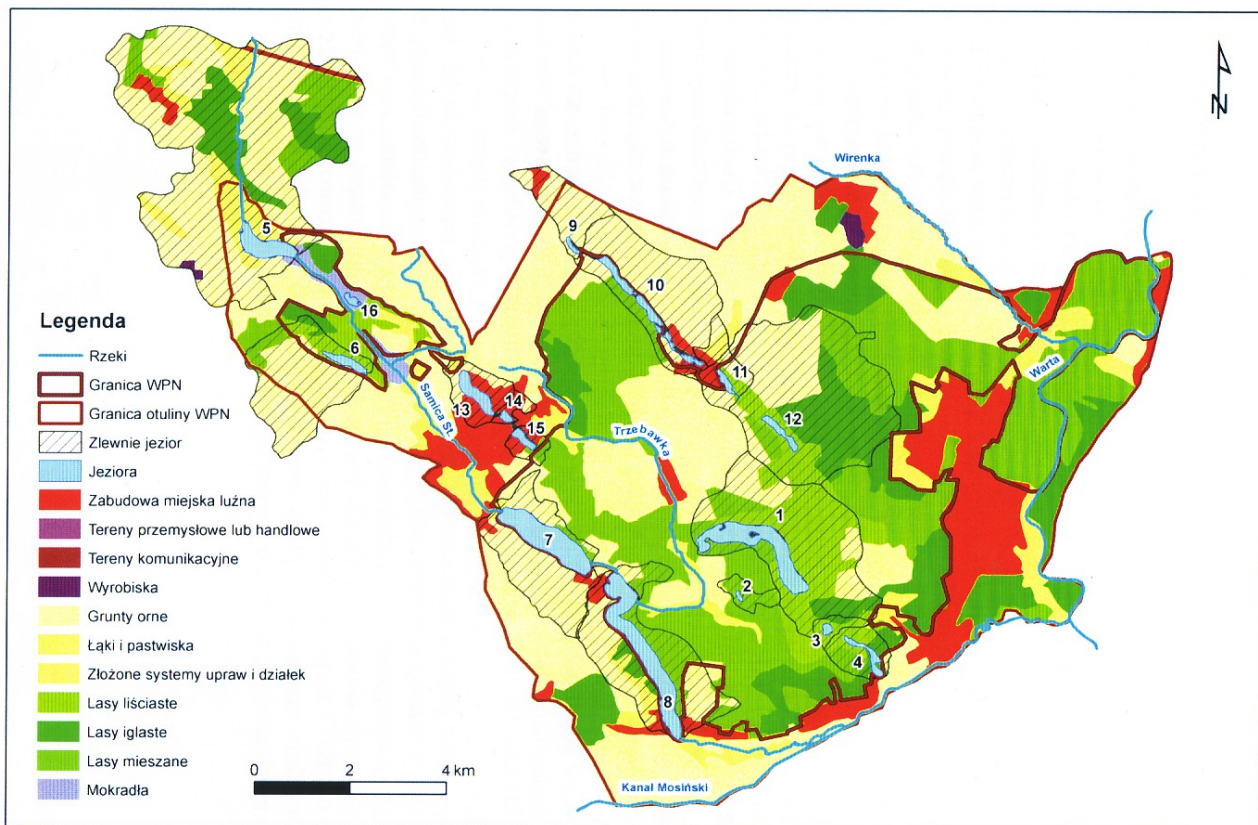 N
Wirenka
9
5
10
Legenda
16
Rzeki
6
11
Warta
Granica WPN
Samica St.
13
14
12
Granica otuliny WPN
15
Trzebawka
Zlewnie jezior
Jeziora
Zabudowa miejska luźna
1
Tereny przemysłowe lub handlowe
7
Tereny komunikacyjne
2
Wyrobiska
Grunty orne
3
Łąki i pastwiska
4
Złożone systemy upraw i działek
8
Lasy liściaste
Lasy iglaste
Lasy mieszane
0 2 4 km
Mokradła
Kanał Mosiński